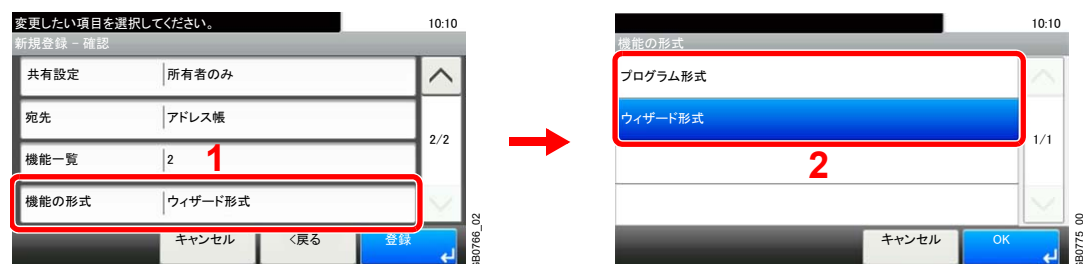 変更したい項目を選択してください。 10:10
新規登録 - 確認
共有設定 所有者のみ
宛先 アドレス帳
2/2
機能一覧 2 1
機能の形式 ウィザード形式
キャンセル <戻る 登録
10:10
機能の形式
プログラム形式
ウィザード形式
1/1
2
キャンセル OK
GB0775_00